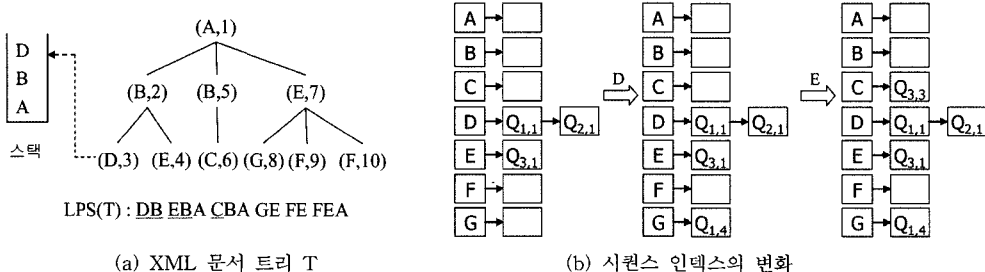 (A,1)
D
B
A
스택
(B,2) (B,5) (E,7)
(D,3) (E,4) (C,6) (G,8) (F,9) (F,10)
LPS(T) : DB EBA CBA GE FE FEA
(a) XML 문서 트리 T
A
B
C
D Q1,1 Q2,1
E Q3,1
F
G
D
A
B
C
D Q1,1 Q2,1
E Q3,1
F
G Q1,4
E
A
B
C Q3,3
D Q1,1 Q2,1
E Q3,1
F
G Q1,4
(b) 시퀀스 인덱스의 변화